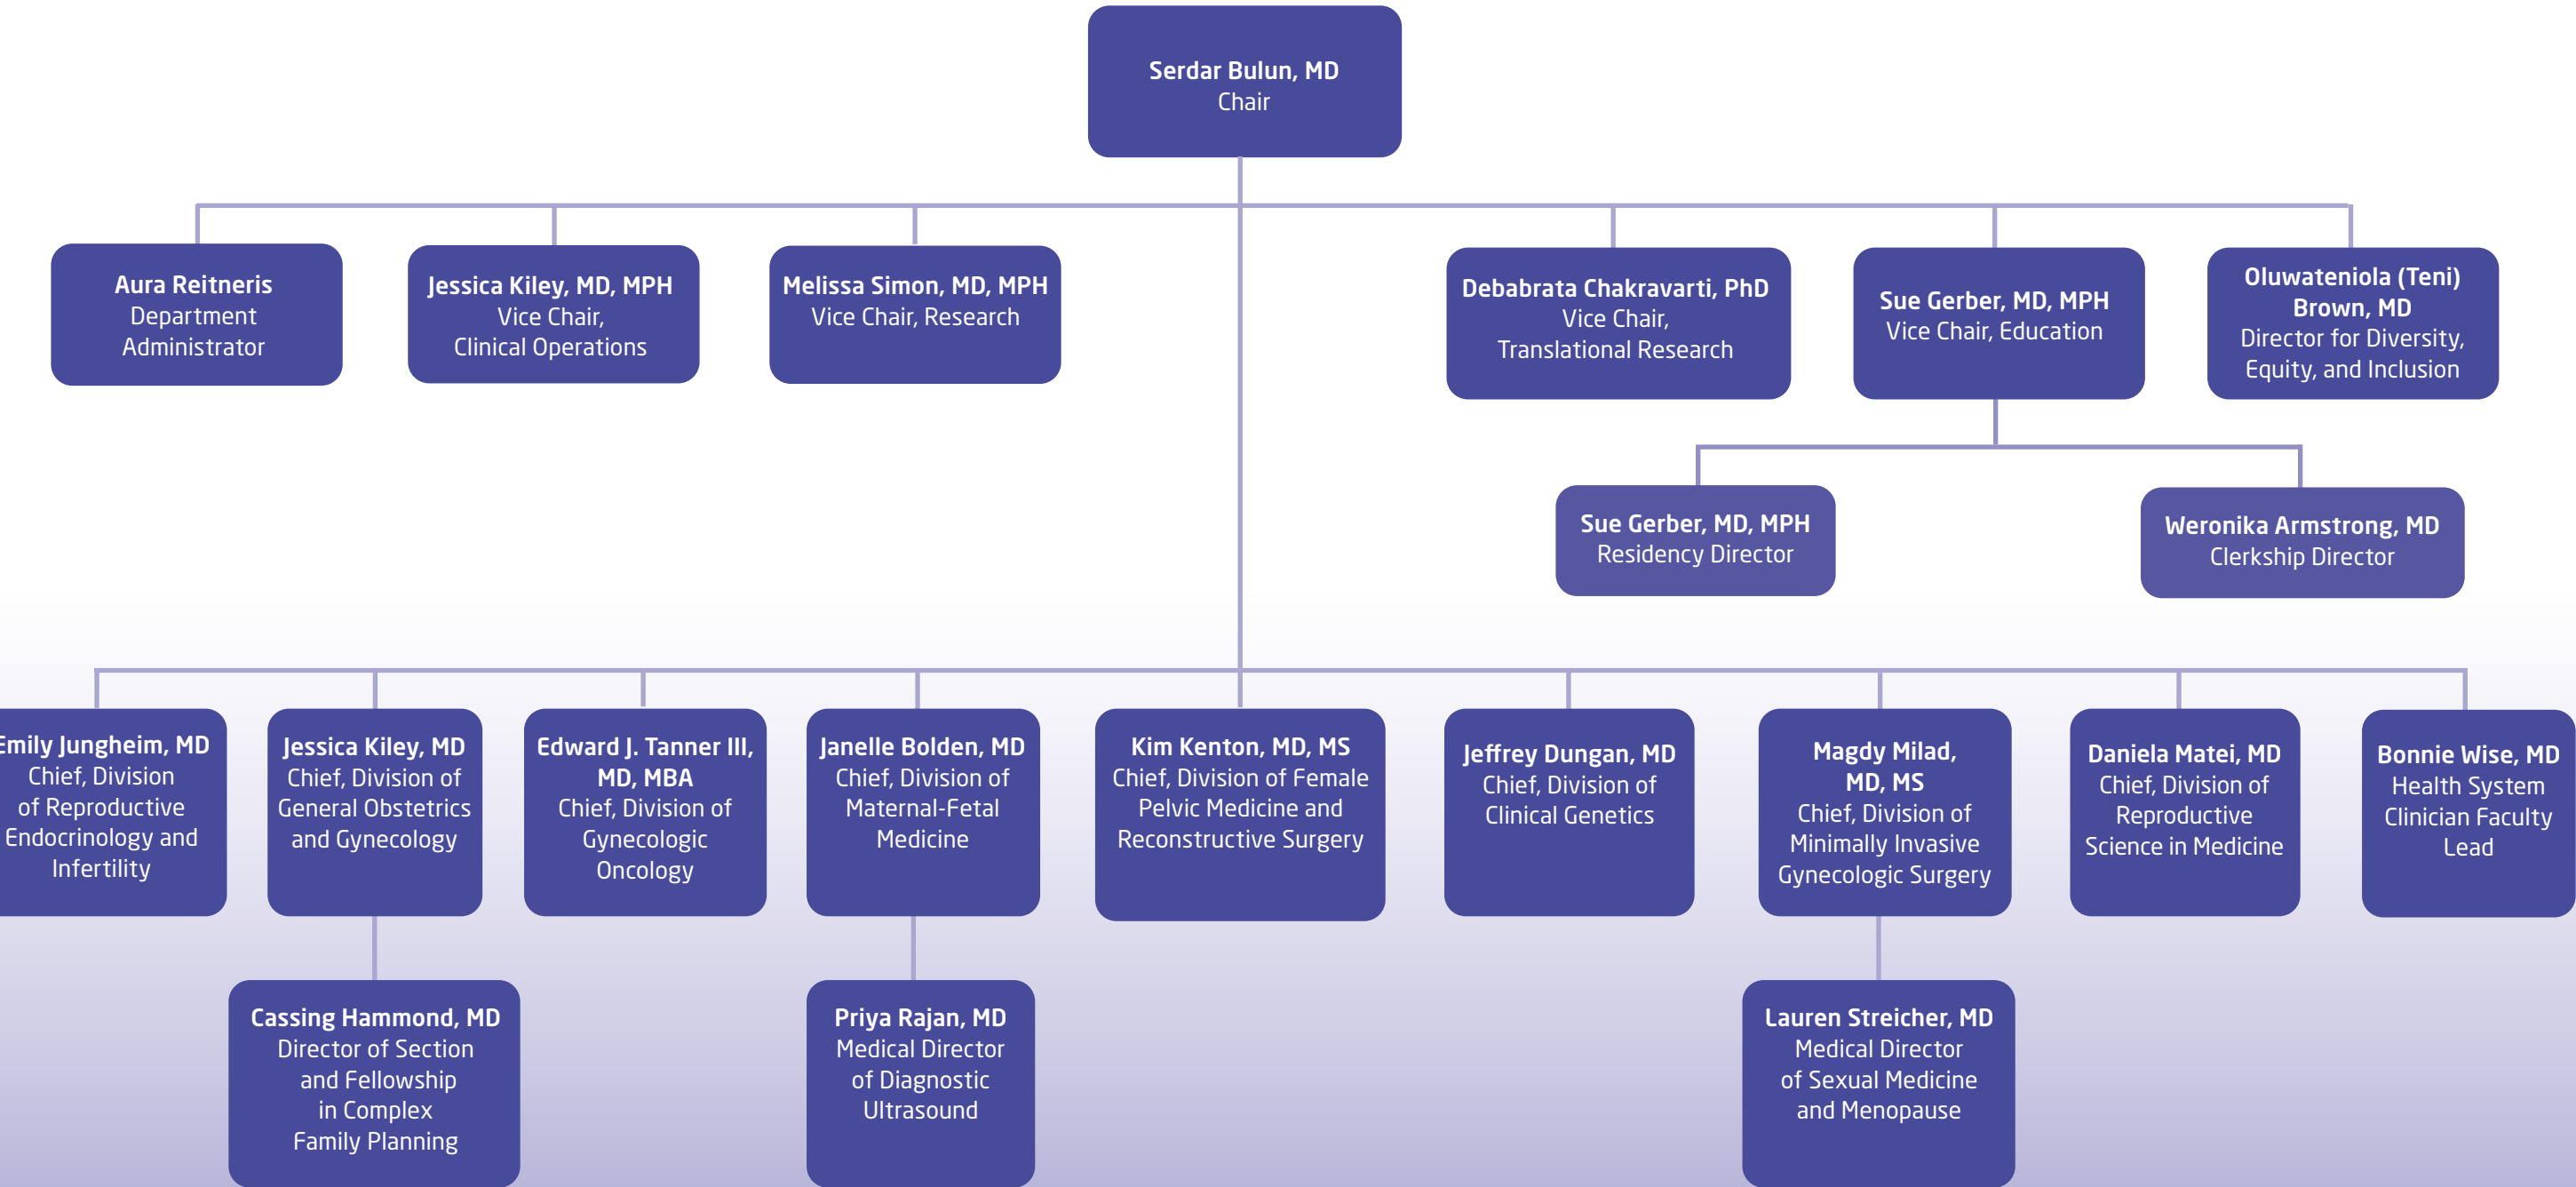 Serdar Bulun, MD
Chair
Aura Reitneris
Department
Administrator
Jessica Kiley, MD, MPH
Vice Chair,
Clinical Operations
Melissa Simon, MD, MPH
Vice Chair, Research
Debabrata Chakravarti, PhD
Vice Chair,
Translational Research
Sue Gerber, MD, MPH
Vice Chair, Education
Oluwateniola (Teni)
Brown, MD
Director for Diversity,
Equity, and Inclusion
Sue Gerber, MD, MPH
Residency Director
Weronika Armstrong, MD
Clerkship Director
Emily Jungheim, MD
Chief, Division
of Reproductive
Endocrinology and
Infertility
Jessica Kiley, MD
Chief, Division of
General Obstetrics
and Gynecology
Edward J. Tanner III,
MD, MBA
Chief, Division of
Gynecologic
Oncology
Janelle Bolden, MD
Chief, Division of
Maternal-Fetal
Medicine
Kim Kenton, MD, MS
Chief, Division of Female
Pelvic Medicine and
Reconstructive Surgery
Jeffrey Dungan, MD
Chief, Division of
Clinical Genetics
Magdy Milad,
MD, MS
Chief, Division of
Minimally Invasive
Gynecologic Surgery
Daniela Matei, MD
Chief, Division of
Reproductive
Science in Medicine
Bonnie Wise, MD
Health System
Clinician Faculty
Lead
Cassing Hammond, MD
Director of Section
and Fellowship
in Complex
Family Planning
Priya Rajan, MD
Medical Director
of Diagnostic
Ultrasound
Lauren Streicher, MD
Medical Director
of Sexual Medicine
and Menopause